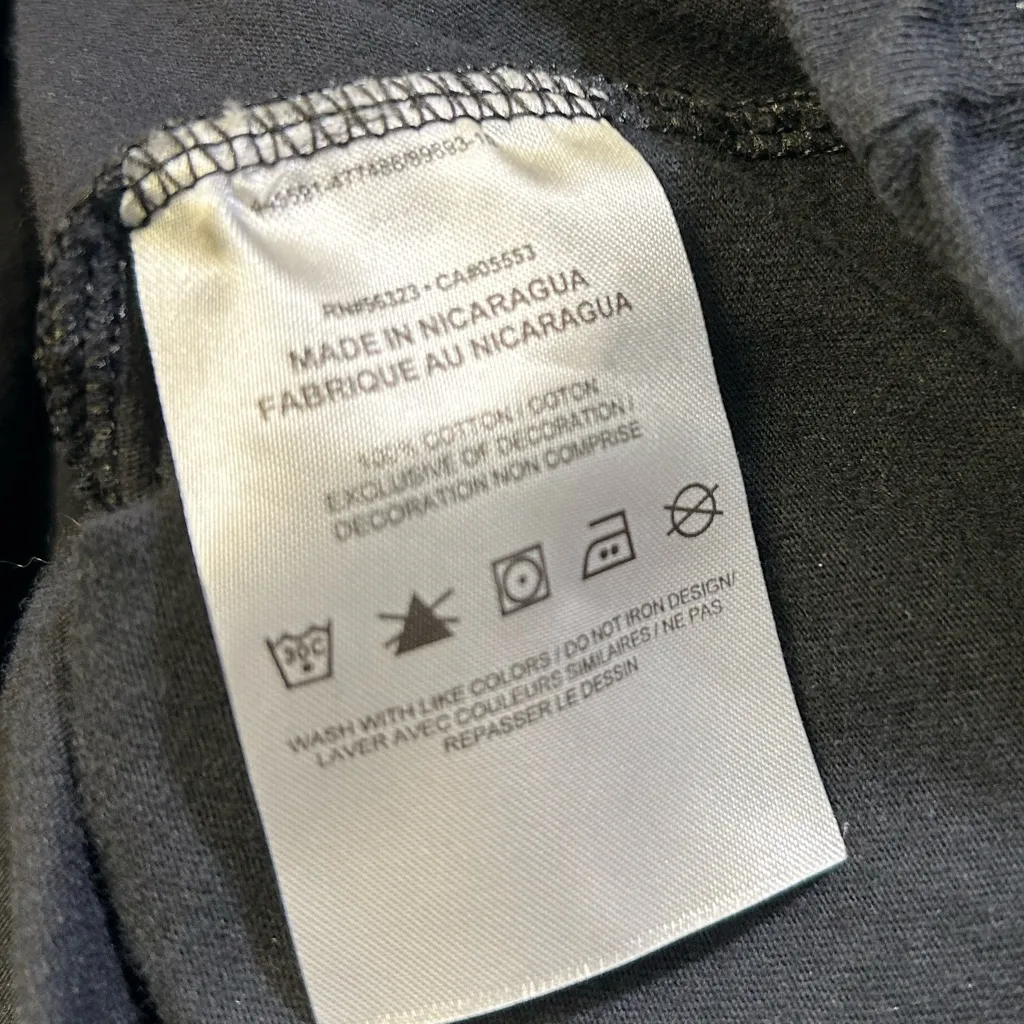 RN#56323 • CA#05553
MADE IN NICARAGUA
FABRIQUE AU NICARAGUA
100% COTTON / COTON
EXCLUSIVE OF DECORATION /
DECORATION NON COMPRISE
30C
WASH WITH LIKE COLORS / DO NOT IRON DESIGN/
LAVER AVEC COULEURS SIMILAIRES / NE PAS
REPASSER LE DESSIN